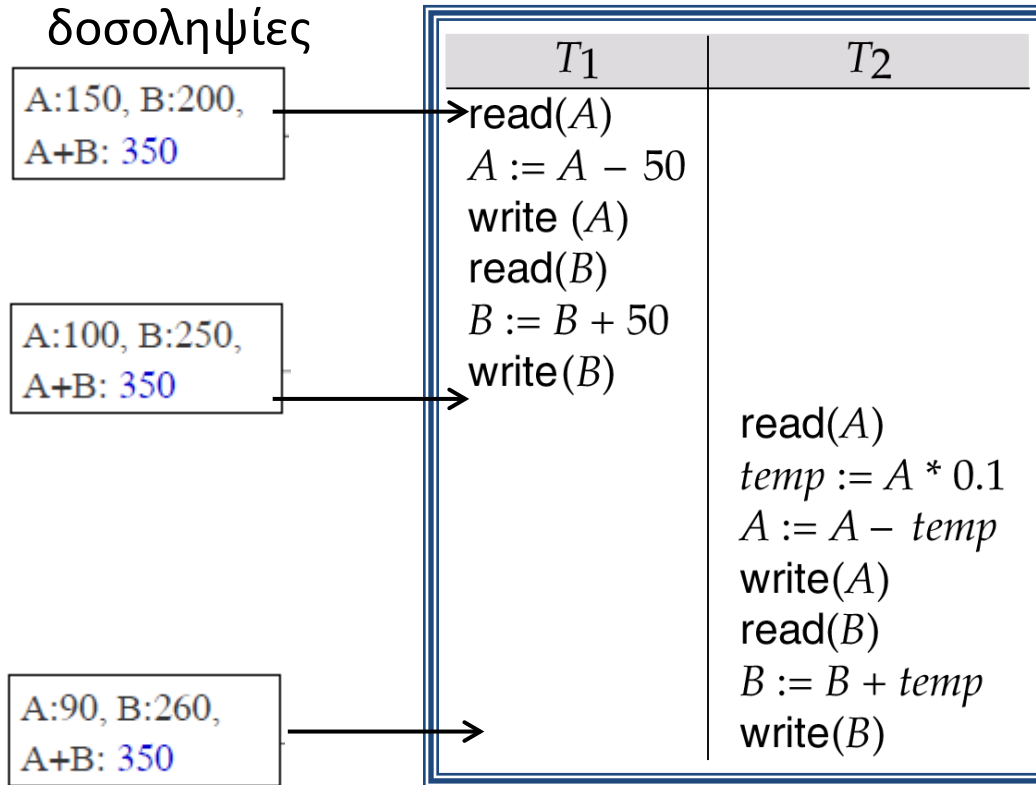 δοσοληψίες
A:150, B:200,
A+B: 350
A:100, B:250,
A+B: 350
A:90, B:260,
A+B: 350
T1 T2
read(A)
A := A − 50
write (A)
read(B)
B := B + 50
write(B)
read(A)
temp := A * 0.1
A := A − temp
write(A)
read(B)
B := B + temp
write(B)